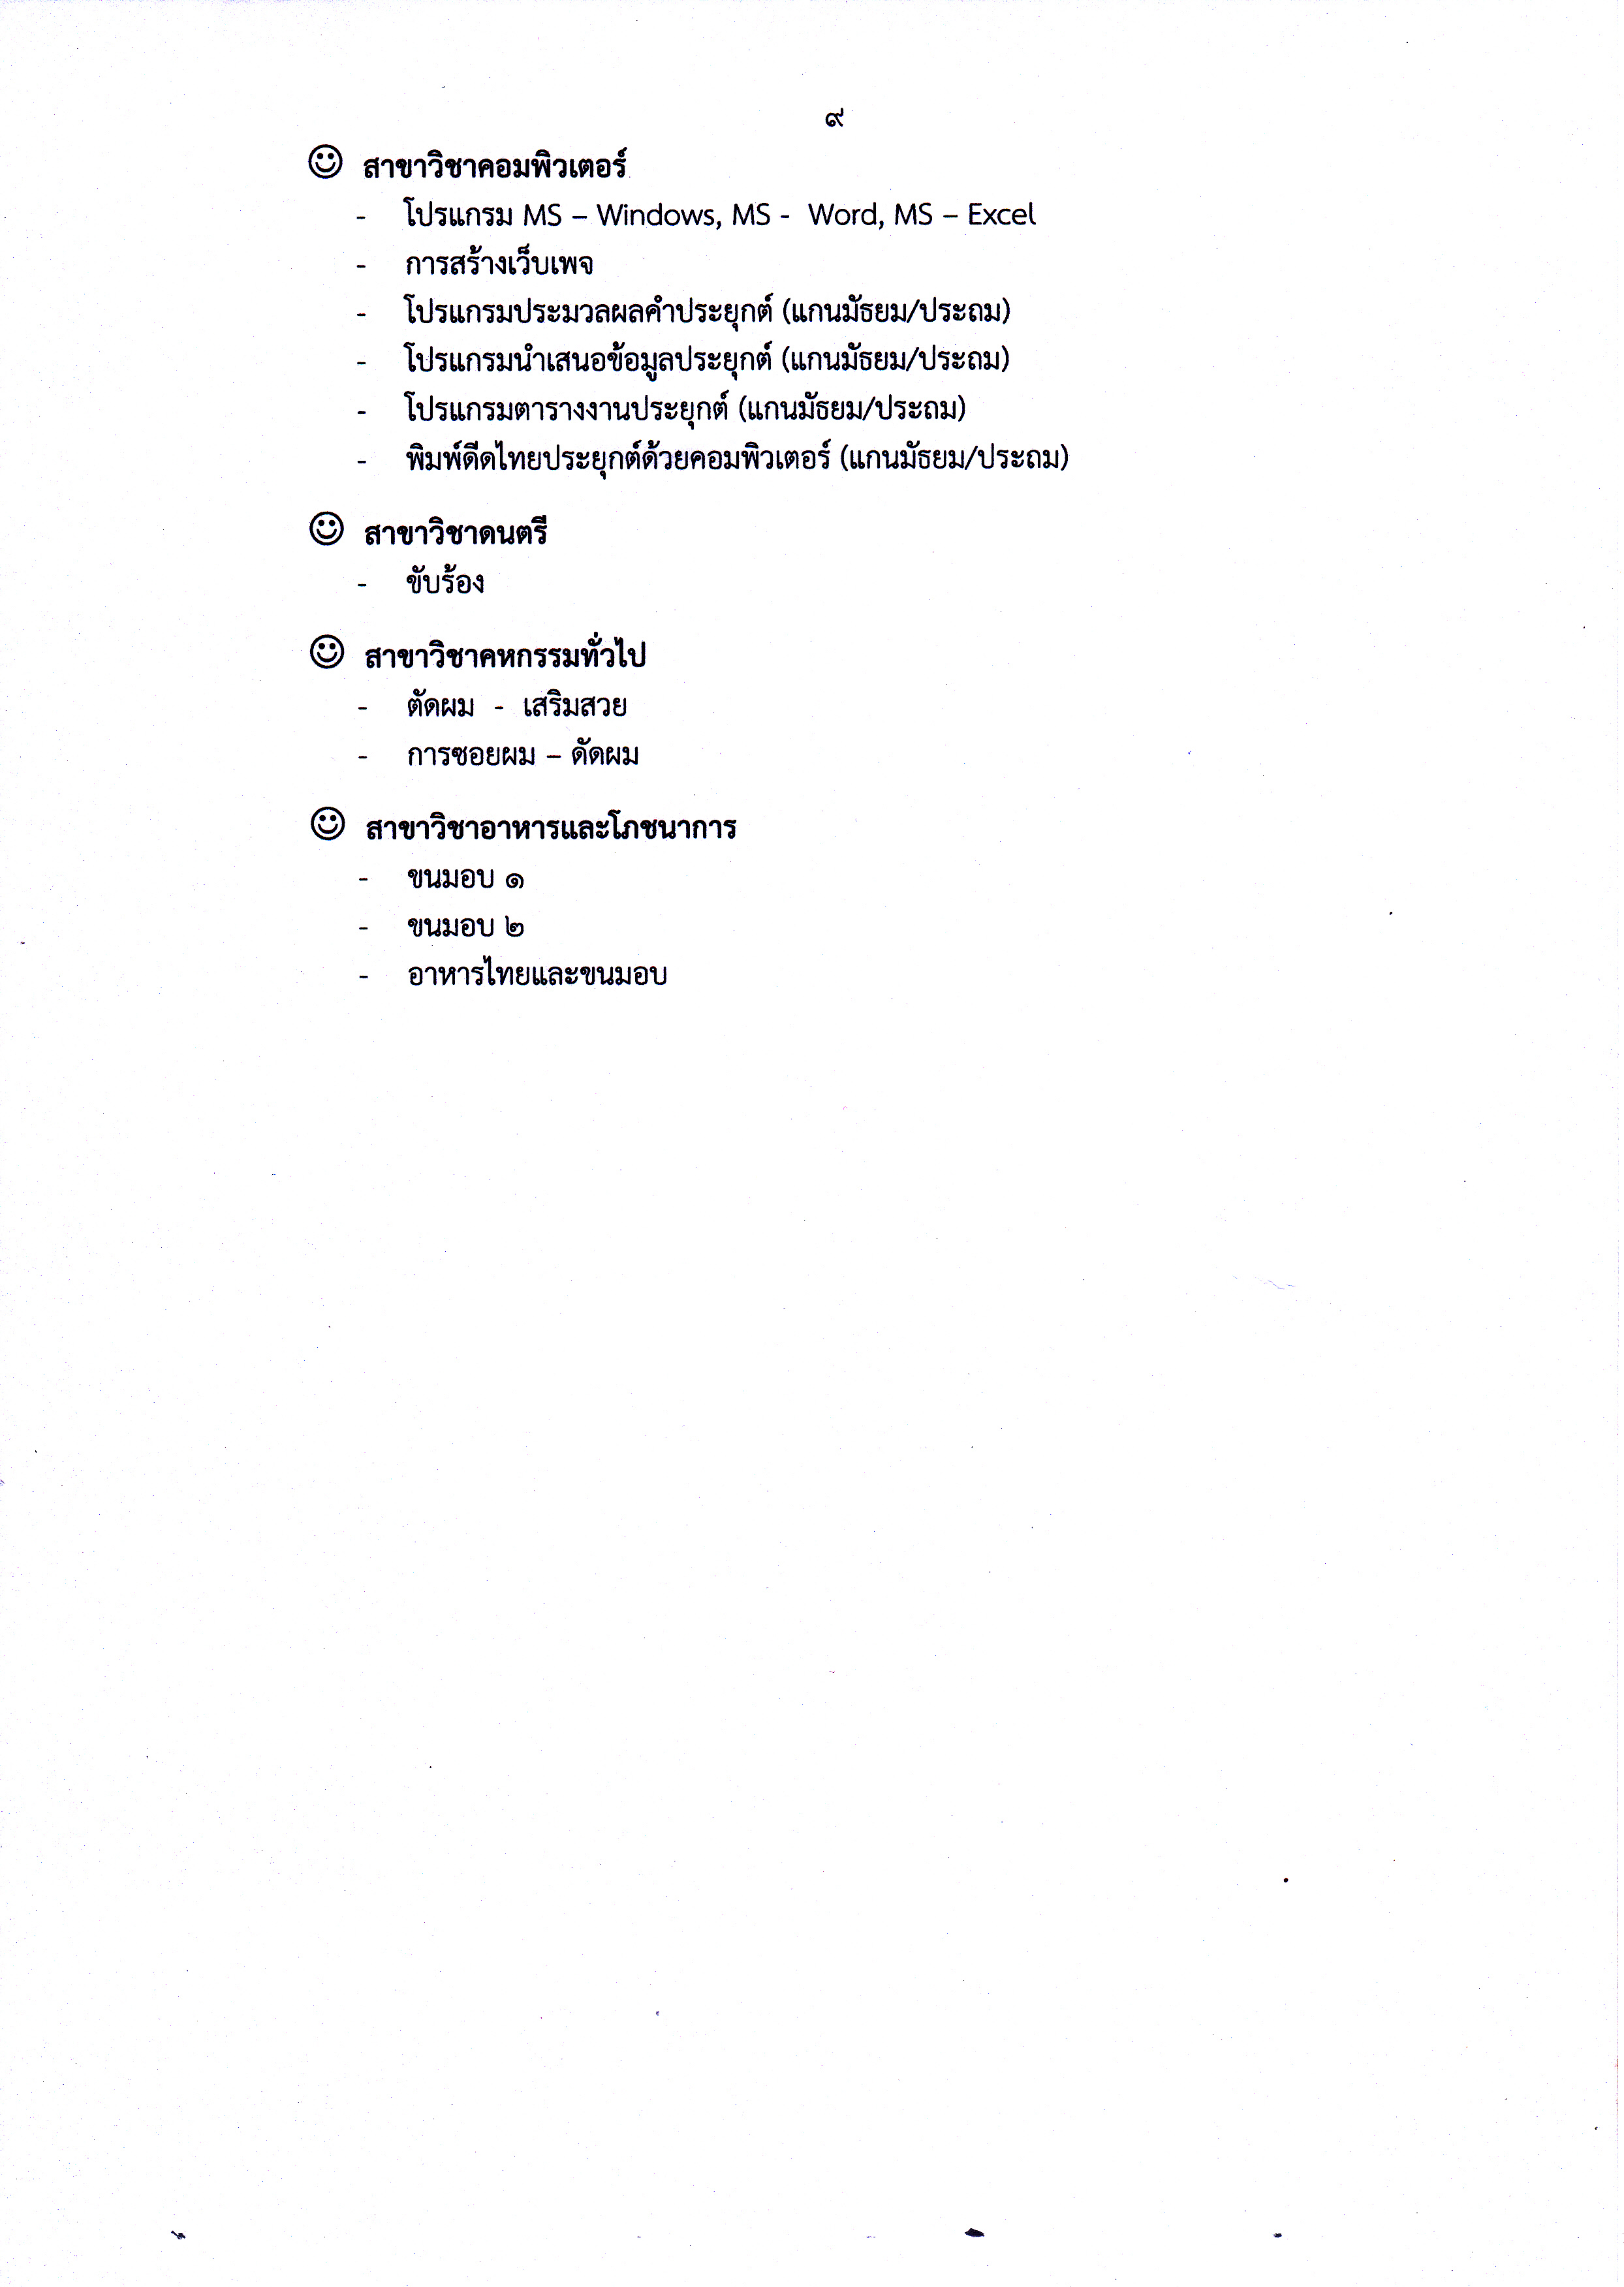 ๙
☺ สาขาวิชาคอมพิวเตอร์
- โปรแกรม MS – Windows, MS - Word, MS – Excel
- การสร้างเว็บเพจ
- โปรแกรมประมวลผลคำประยุกต์ (แกนมัธยม/ประถม)
- โปรแกรมนำเสนอข้อมูลประยุกต์ (แกนมัธยม/ประถม)
- โปรแกรมตารางงานประยุกต์ (แกนมัธยม/ประถม)
- พิมพ์ดีดไทยประยุกต์ด้วยคอมพิวเตอร์ (แกนมัธยม/ประถม)
☺ สาขาวิชาดนตรี
- ขับร้อง
☺ สาขาวิชาคหกรรมทั่วไป
- ตัดผม - เสริมสวย
- การซอยผม – ดัดผม
☺ สาขาวิชาอาหารและโภชนาการ
- ขนมอบ ๑
- ขนมอบ ๒
- อาหารไทยและขนมอบ